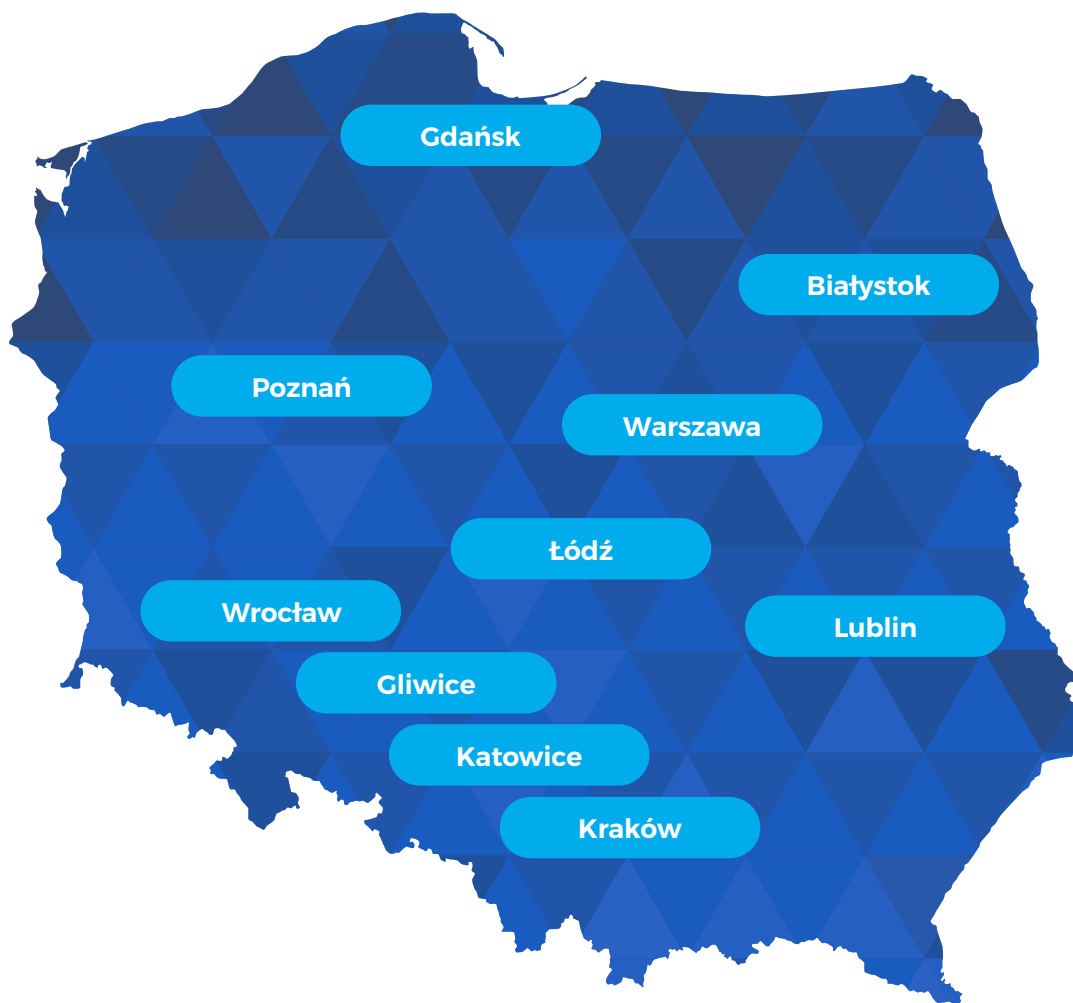 Gdańsk
Białystok
Poznań
Warszawa
Łódź
Wrocław
Lublin
Gliwice
Katowice
Kraków